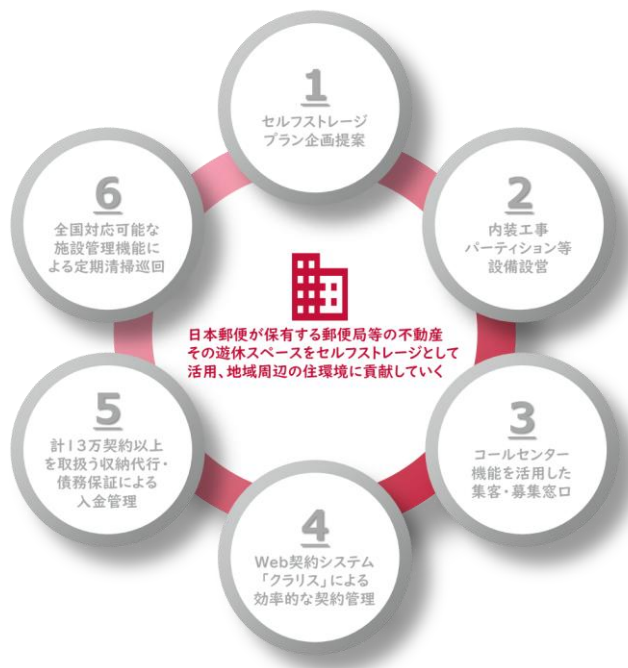 1
セルフストレージ
プラン企画提案
2
内装工事
パーティション等
設備設営
3
コールセンター
機能を活用した
集客・募集窓口
4
Web契約システム
「クラリス」による
効率的な契約管理
5
計13万契約以上
を取扱う収納代行・
債務保証による
入金管理
6
全国対応可能な
施設管理機能に
よる定期清掃巡回
日本郵便が保有する郵便局等の不動産
その遊休スペースをセルフストレージとして
活用、地域周辺の住環境に貢献していく